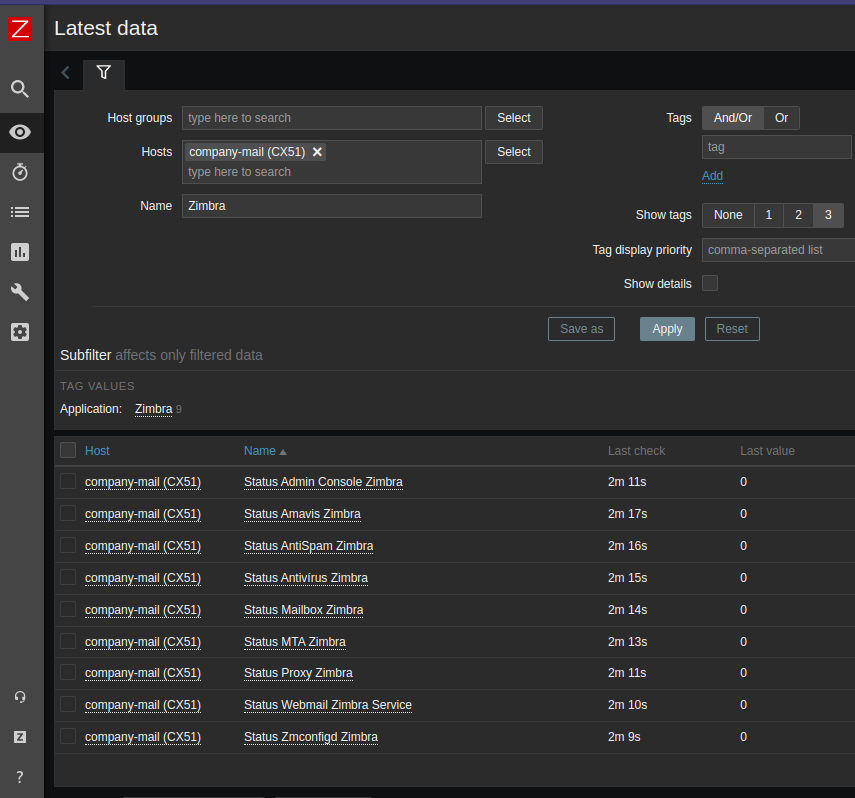 Z
Latest data
Host groups type here to search Select
Tags And/Or Or
Hosts company-mail (CX51) × Select
type here to search
tag
Add
Name Zimbra
Show tags None 1 2 3
Tag display priority comma-separated list
Show details
Save as Apply Reset
Subfilter affects only filtered data
TAG VALUES
Application: Zimbra 9
Host Name Last check Last value
company-mail (CX51) Status Admin Console Zimbra 2m 11s 0
company-mail (CX51) Status Amavis Zimbra 2m 17s 0
company-mail (CX51) Status AntiSpam Zimbra 2m 16s 0
company-mail (CX51) Status Antivírus Zimbra 2m 15s 0
company-mail (CX51) Status Mailbox Zimbra 2m 14s 0
company-mail (CX51) Status MTA Zimbra 2m 13s 0
company-mail (CX51) Status Proxy Zimbra 2m 11s 0
company-mail (CX51) Status Webmail Zimbra Service 2m 10s 0
company-mail (CX51) Status Zmconfigd Zimbra 2m 9s 0
Z
?